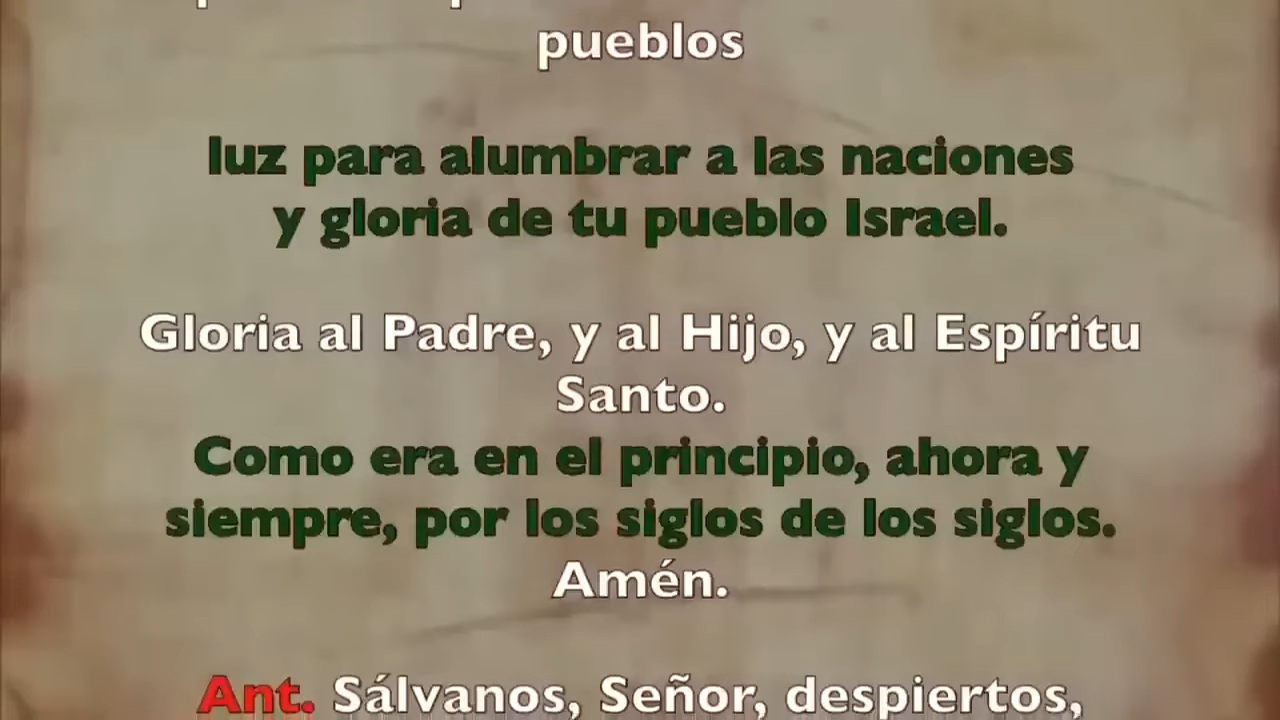 pueblos
luz para alumbrar a las naciones
y gloria de tu pueblo Israel.
Gloria al Padre, y al Hijo, y al Espíritu
Santo.
Como era en el principio, ahora y
siempre, por los siglos de los siglos.
Amén.
Ant. Sálvanos, Señor, despiertos,